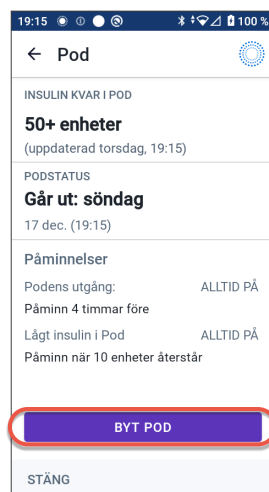 19:15 100 %
Pod
INSULIN KVAR I POD
50+ enheter
(uppdaterad torsdag, 19:15)
PODSTATUS
Går ut: söndag
17 dec. (19:15)
Påminnelser
Podens utgång: ALLTID PÅ
Påminn 4 timmar före
Lågt insulin i Pod ALLTID PÅ
Påminn när 10 enheter återstår
BYT POD
STÄNG